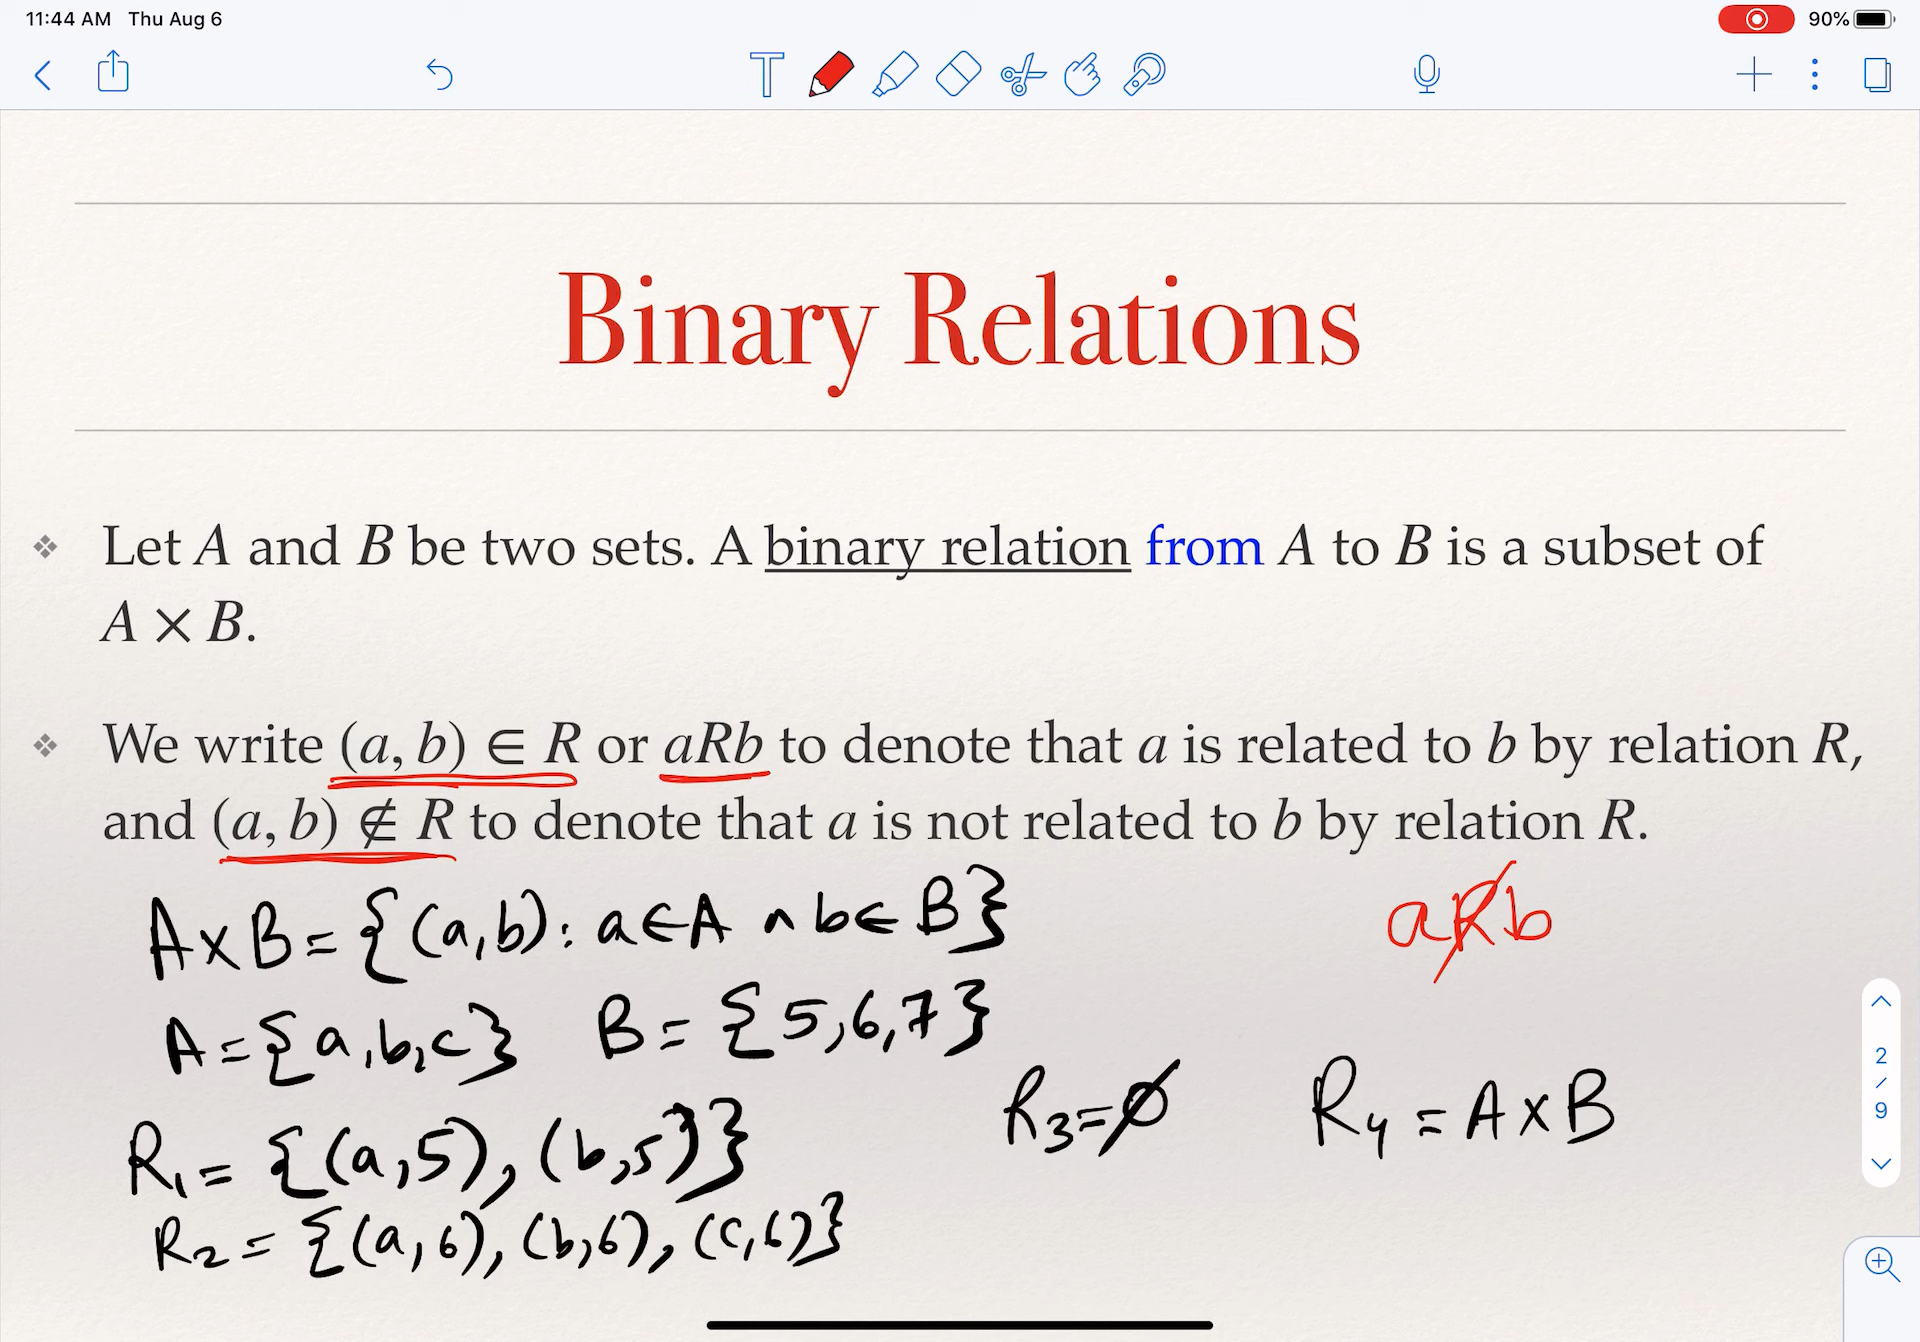 11:44 AM Thu Aug 6
90%
Binary Relations
❖ Let A and B be two sets. A binary relation from A to B is a subset of
A × B.
❖ We write (a, b) ∈ R or aRb to denote that a is related to b by relation R,
and (a, b) ∉ R to denote that a is not related to b by relation R.
A×B = {(a,b): a∈A ∧ b∈B}
aR̸b
A = {a,b,c} B = {5,6,7}
R₃=∅ R₄ = A×B
R₁ = {(a,5), (b,5)}
R₂ = {(a,6), (b,6), (c,6)}
2
/
9